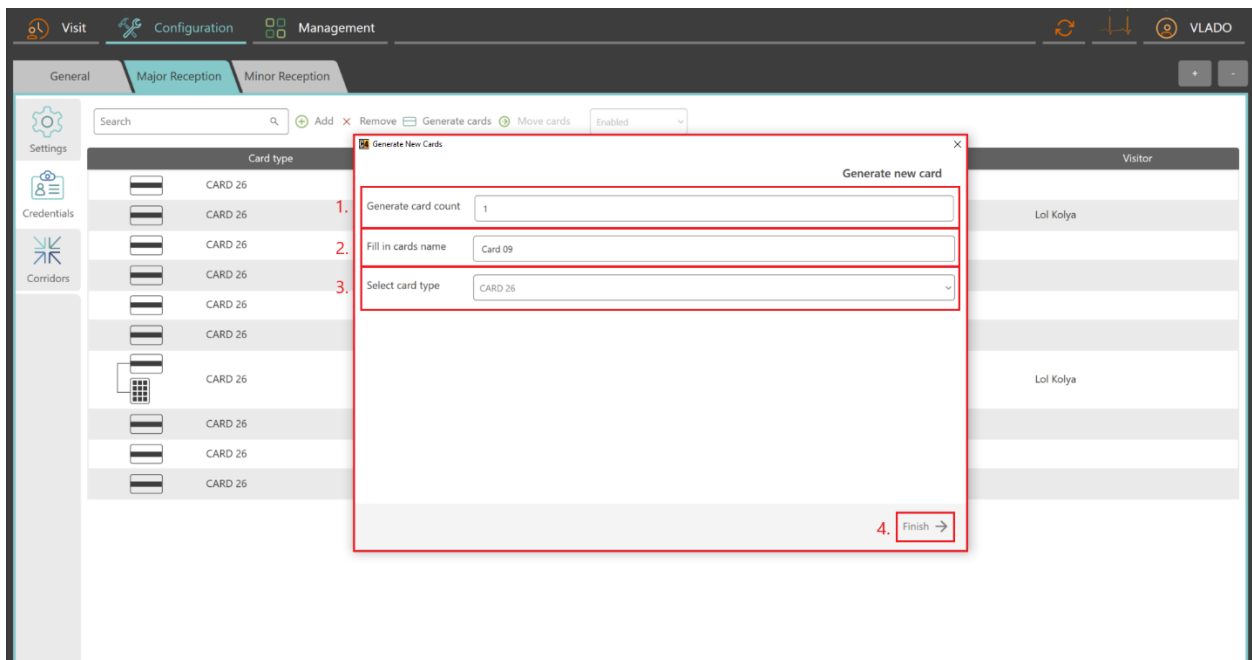 Visit Configuration Management VLADO
General Major Reception Minor Reception + -
Settings
Credentials
Corridors
Search Add Remove Generate cards Move cards Enabled
Card type Visitor
CARD 26
CARD 26 Lol Kolya
CARD 26
CARD 26
CARD 26
CARD 26
CARD 26 Lol Kolya
CARD 26
CARD 26
CARD 26
Generate New Cards
Generate new card
1. Generate card count 1
2. Fill in cards name Card 09
3. Select card type CARD 26
4. Finish